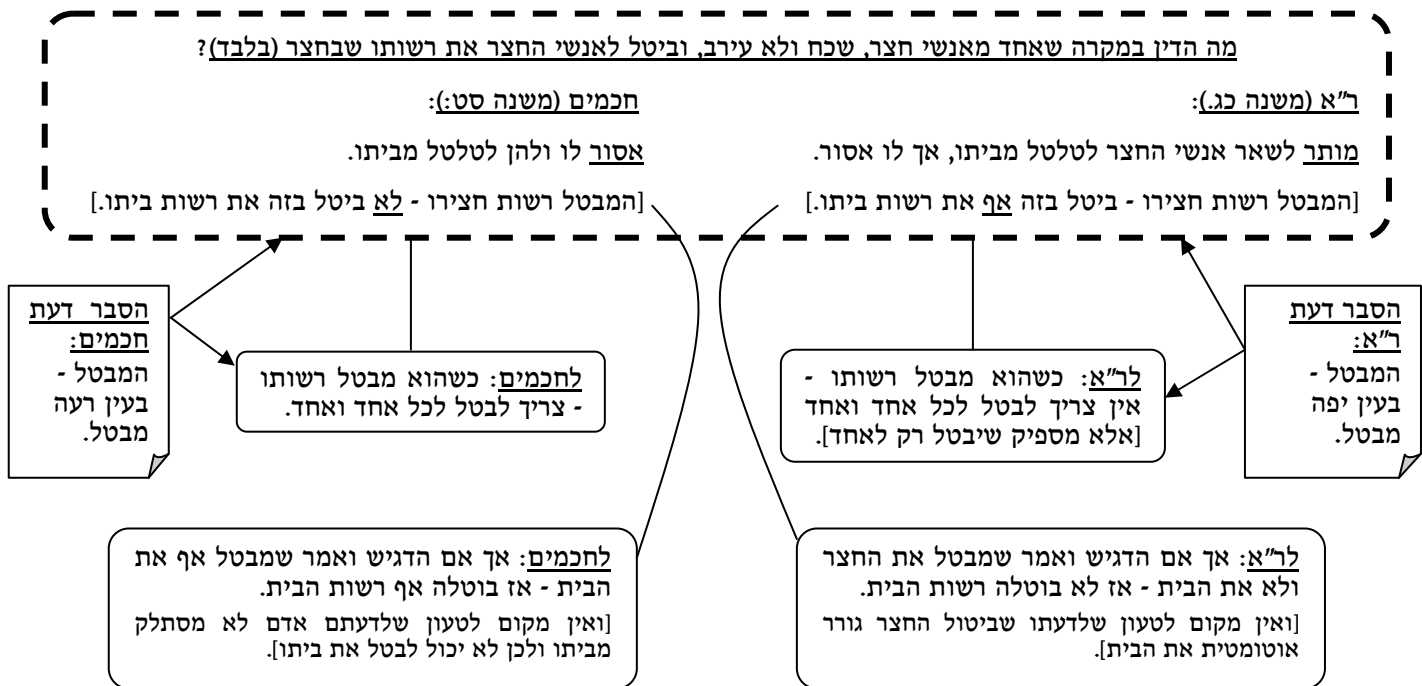 מה הדין במקרה שאחד מאנשי חצר, שכח ולא עירב, וביטל לאנשי החצר את רשותו שבחצר (בלבד)?
ר"א (משנה כג.):
מותר לשאר אנשי החצר לטלטל מביתו, אך לו אסור.
[המבטל רשות חצירו - ביטל בזה אף את רשות ביתו.]
חכמים (משנה סט:):
אסור לו ולהן לטלטל מביתו.
[המבטל רשות חצירו - לא ביטל בזה את רשות ביתו.]
הסבר דעת
ר"א:
המבטל -
בעין יפה
מבטל.
לר"א: כשהוא מבטל רשותו -
אין צריך לבטל לכל אחד ואחד
[אלא מספיק שיבטל רק לאחד].
לחכמים: כשהוא מבטל רשותו
- צריך לבטל לכל אחד ואחד.
הסבר דעת
חכמים:
המבטל -
בעין רעה
מבטל.
לר"א: אך אם הדגיש ואמר שמבטל את החצר
ולא את הבית - אז לא בוטלה רשות הבית.
[ואין מקום לטעון שלדעתו שביטול החצר גורר
אוטומטית את הבית].
לחכמים: אך אם הדגיש ואמר שמבטל אף את
הבית - אז בוטלה אף רשות הבית.
[ואין מקום לטעון שלדעתם אדם לא מסתלק
מביתו ולכן לא יכול לבטל את ביתו].